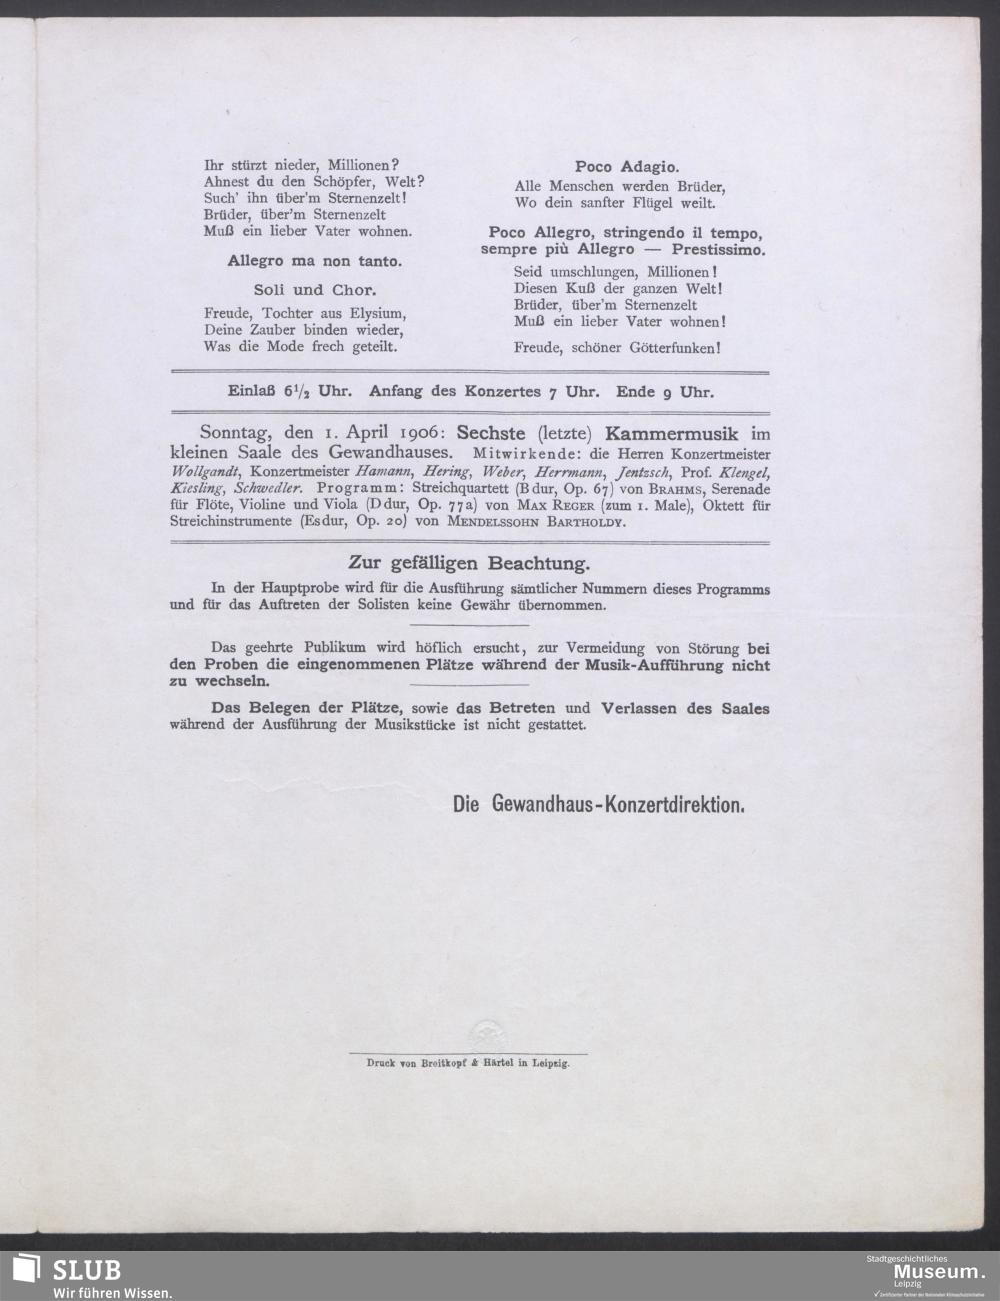 Ihr stürzt nieder, Millionen?
Ahnest du den Schöpfer, Welt?
Such' ihn über'm Sternenzelt!
Brüder, über'm Sternenzelt
Muß ein lieber Vater wohnen.
Allegro ma non tanto.
Soli und Chor.
Freude, Tochter aus Elysium,
Deine Zauber binden wieder,
Was die Mode frech geteilt.
Poco Adagio.
Alle Menschen werden Brüder,
Wo dein sanfter Flügel weilt.
Poco Allegro, stringendo il tempo,
sempre più Allegro — Prestissimo.
Seid umschlungen, Millionen!
Diesen Kuß der ganzen Welt!
Brüder, über'm Sternenzelt
Muß ein lieber Vater wohnen!
Freude, schöner Götterfunken!
Einlaß 6½ Uhr. Anfang des Konzertes 7 Uhr. Ende 9 Uhr.
Sonntag, den 1. April 1906: Sechste (letzte) Kammermusik im
kleinen Saale des Gewandhauses. Mitwirkende: die Herren Konzertmeister
Wollgandt, Konzertmeister Hamann, Hering, Weber, Herrmann, Jentzsch, Prof. Klengel,
Kiesling, Schwedler. Programm: Streichquartett (B dur, Op. 67) von BRAHMS, Serenade
für Flöte, Violine und Viola (D dur, Op. 77a) von MAX REGER (zum 1. Male), Oktett für
Streichinstrumente (Es dur, Op. 20) von MENDELSSOHN BARTHOLDY.
Zur gefälligen Beachtung.
In der Hauptprobe wird für die Ausführung sämtlicher Nummern dieses Programms
und für das Auftreten der Solisten keine Gewähr übernommen.
Das geehrte Publikum wird höflich ersucht, zur Vermeidung von Störung bei
den Proben die eingenommenen Plätze während der Musik-Aufführung nicht
zu wechseln.
Das Belegen der Plätze, sowie das Betreten und Verlassen des Saales
während der Ausführung der Musikstücke ist nicht gestattet.
Die Gewandhaus-Konzertdirektion.
Druck von Breitkopf & Härtel in Leipzig.
SLUB
Wir führen Wissen.
Stadtgeschichtliches
Museum.
Leipzig
Zertifizierter Partner der Nationalen Klimaschutzinitiative